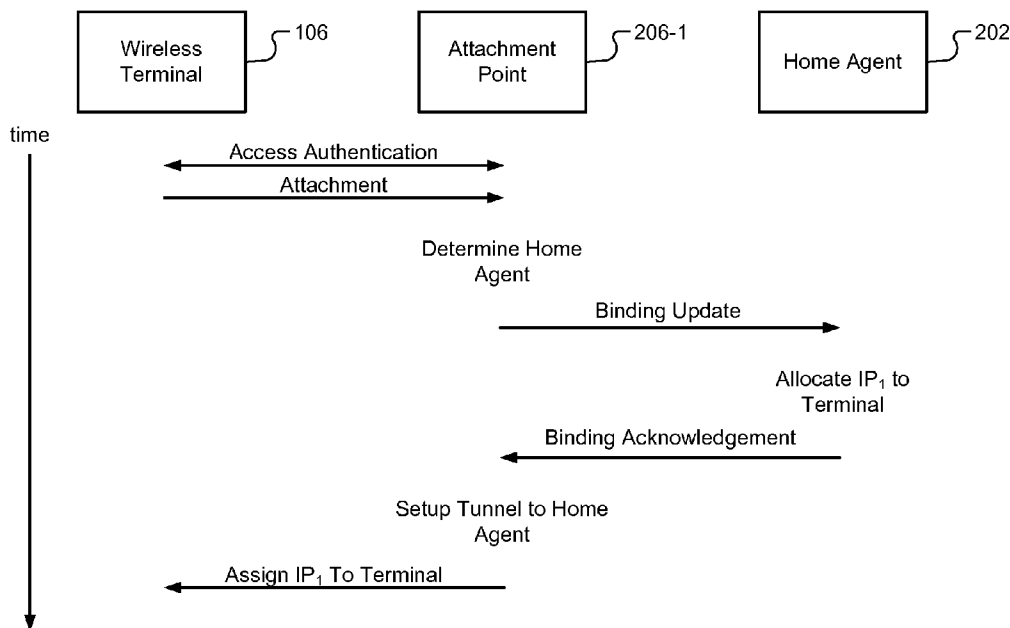 Wireless
Terminal
106
Attachment
Point
206-1
Home Agent
202
time
Access Authentication
Attachment
Determine Home
Agent
Binding Update
Allocate IP₁ to
Terminal
Binding Acknowledgement
Setup Tunnel to Home
Agent
Assign IP₁ To Terminal